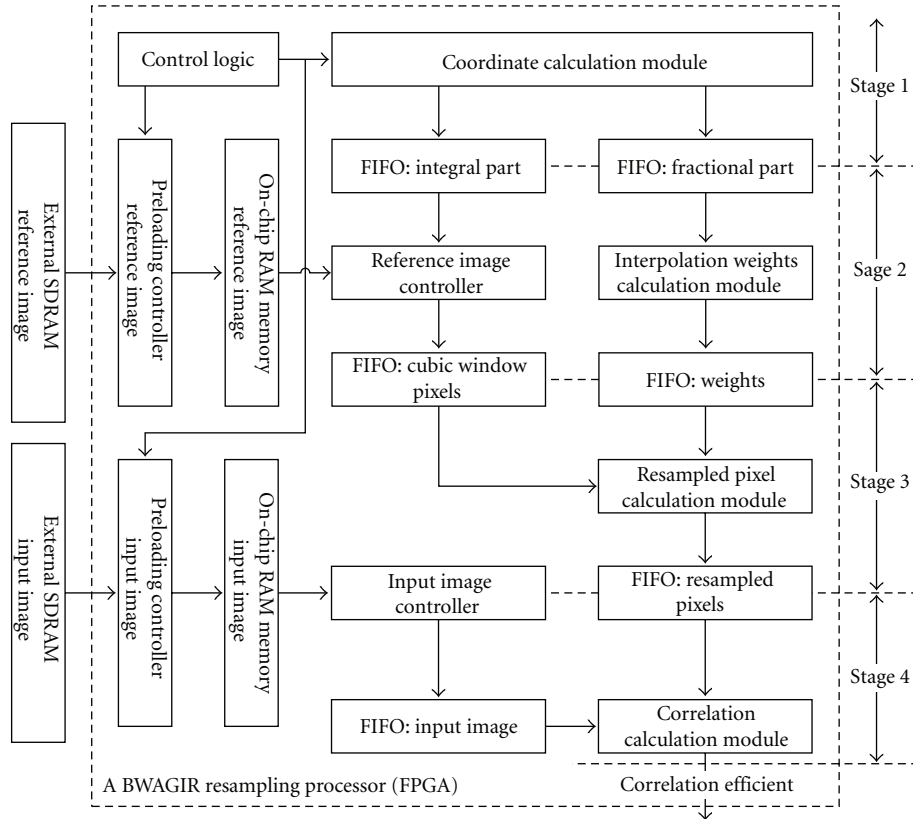 Control logic
Coordinate calculation module
Stage 1
External SDRAM
reference image
Preloading controller
reference image
On-chip RAM memory
reference image
FIFO: integral part
FIFO: fractional part
Reference image
controller
Interpolation weights
calculation module
Sage 2
FIFO: cubic window
pixels
FIFO: weights
External SDRAM
input image
Preloading controller
input image
On-chip RAM memory
input image
Resampled pixel
calculation module
Stage 3
Input image
controller
FIFO: resampled
pixels
FIFO: input image
Correlation
calculation module
Stage 4
A BWAGIR resampling processor (FPGA)
Correlation efficient